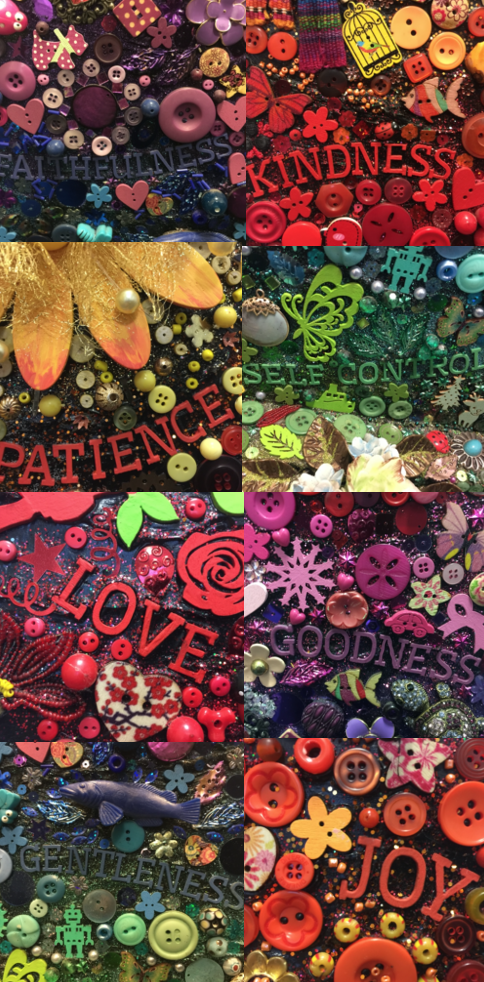 FAITHFULNESS
KINDNESS
PATIENCE
SELF CONTROL
LOVE
GOODNESS
GENTLENESS
JOY